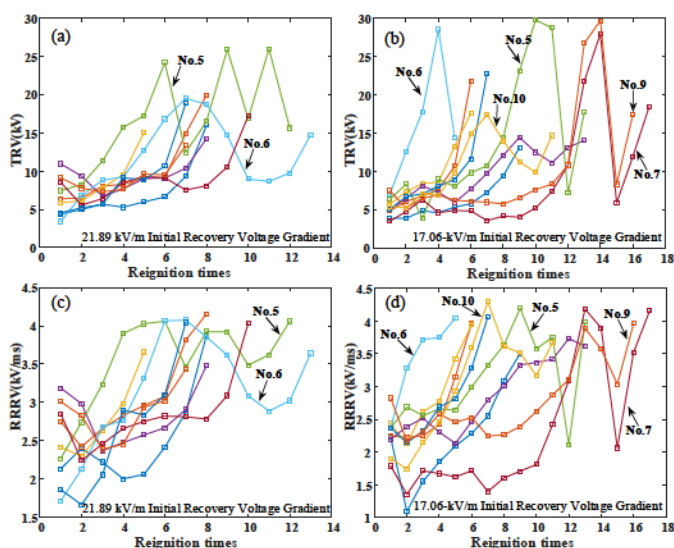 (a)
No.5
No.6
TRV(kV)
30
25
20
15
10
5
0
21.89 kV/m Initial Recovery Voltage Gradient
0 2 4 6 8 10 12 14
Reignition times
(b)
No.6
No.5
No.10
No.9
No.7
TRV(kV)
30
25
20
15
10
5
0
17.06-kV/m Initial Recovery Voltage Gradient
0 2 4 6 8 10 12 14 16 18
Reignition times
(c)
No.5
No.6
RRRV(kV/ms)
4.5
4
3.5
3
2.5
2
1.5
21.89 kV/m Initial Recovery Voltage Gradient
0 2 4 6 8 10 12 14
Reignition times
(d)
No.10
No.5
No.9
No.6
No.7
RRRV(kV/ms)
4.5
4
3.5
3
2.5
2
1.5
1
17.06-kV/m Initial Recovery Voltage Gradient
0 2 4 6 8 10 12 14 16 18
Reignition times